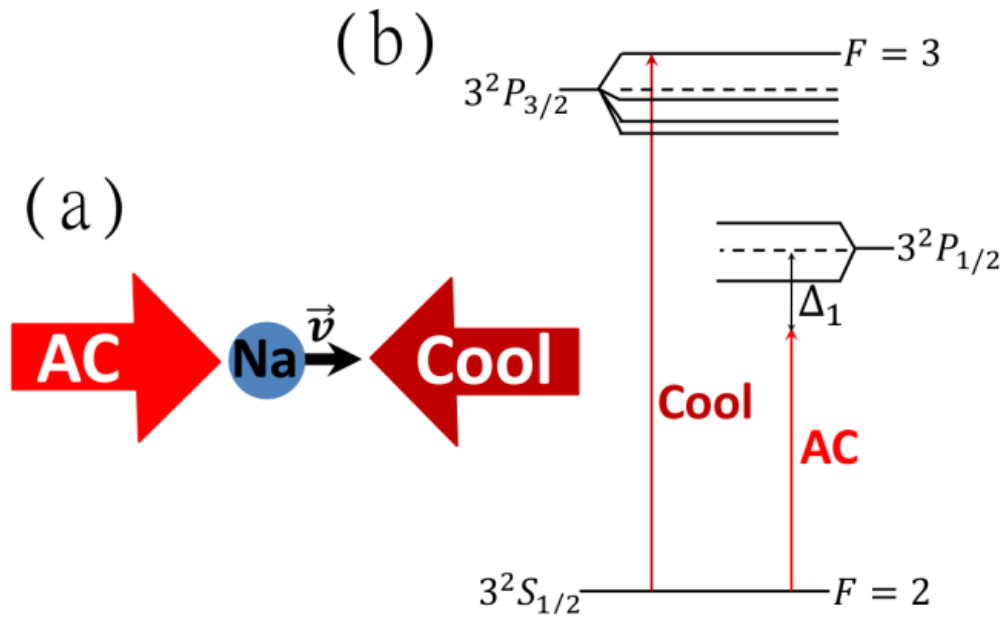 (a)
AC
Na
v⃗
Cool
(b)
3²P₃/₂
F = 3
3²P₁/₂
Δ₁
Cool
AC
3²S₁/₂
F = 2